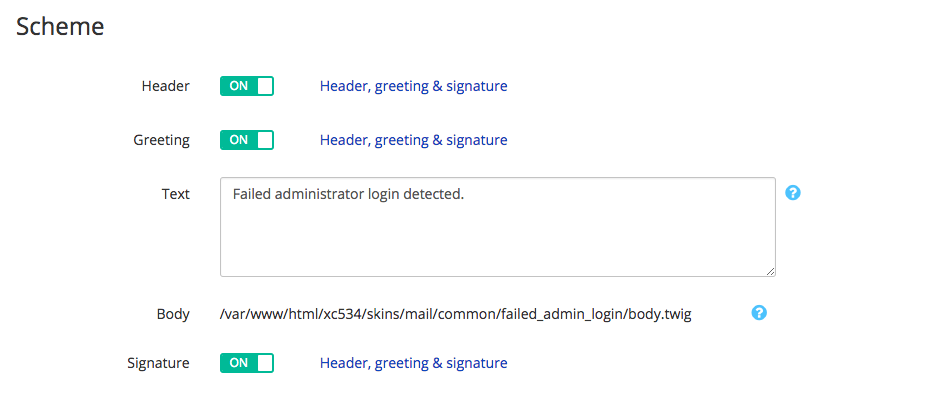 Scheme
Header ON Header, greeting & signature
Greeting ON Header, greeting & signature
Text Failed administrator login detected. ?
Body /var/www/html/xc534/skins/mail/common/failed_admin_login/body.twig ?
Signature ON Header, greeting & signature